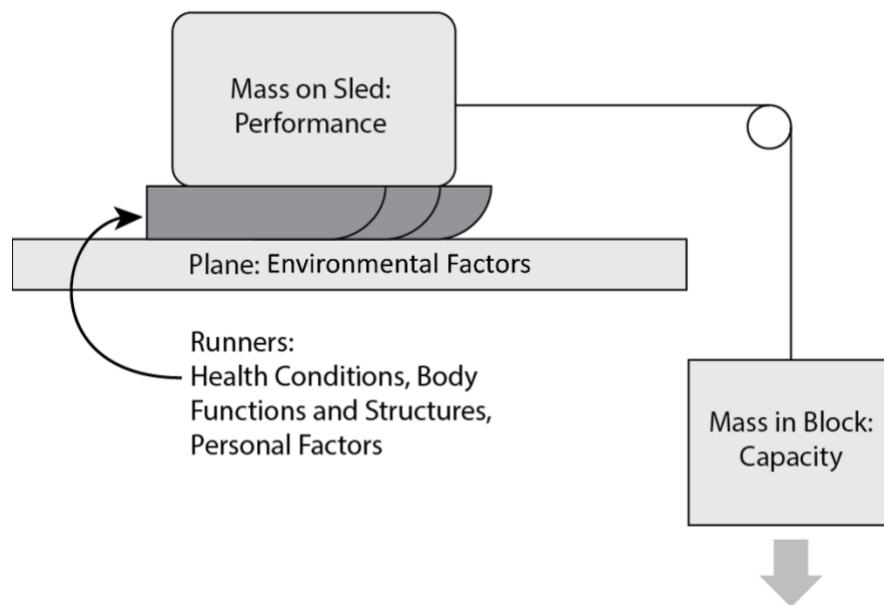 Mass on Sled:
Performance
Plane: Environmental Factors
Runners:
Health Conditions, Body
Functions and Structures,
Personal Factors
Mass in Block:
Capacity